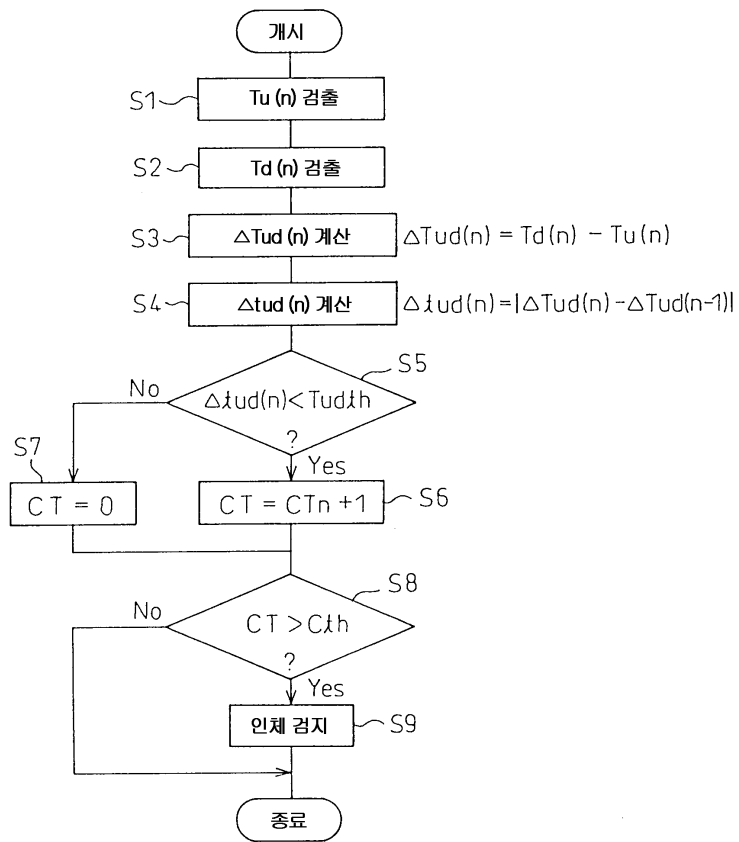 개시
S1 Tu (n) 검출
S2 Td (n) 검출
S3 △Tud (n) 계산 △Tud(n) = Td(n) − Tu(n)
S4 △tud (n) 계산 △tud(n)=|△Tud(n)-△Tud(n-1)|
S5
No △tud(n)<Tudth
?
S7 Yes
CT = 0 CT = CTn +1 S6
S8
No CT >Cth
?
Yes
인체 검지 S9
종료